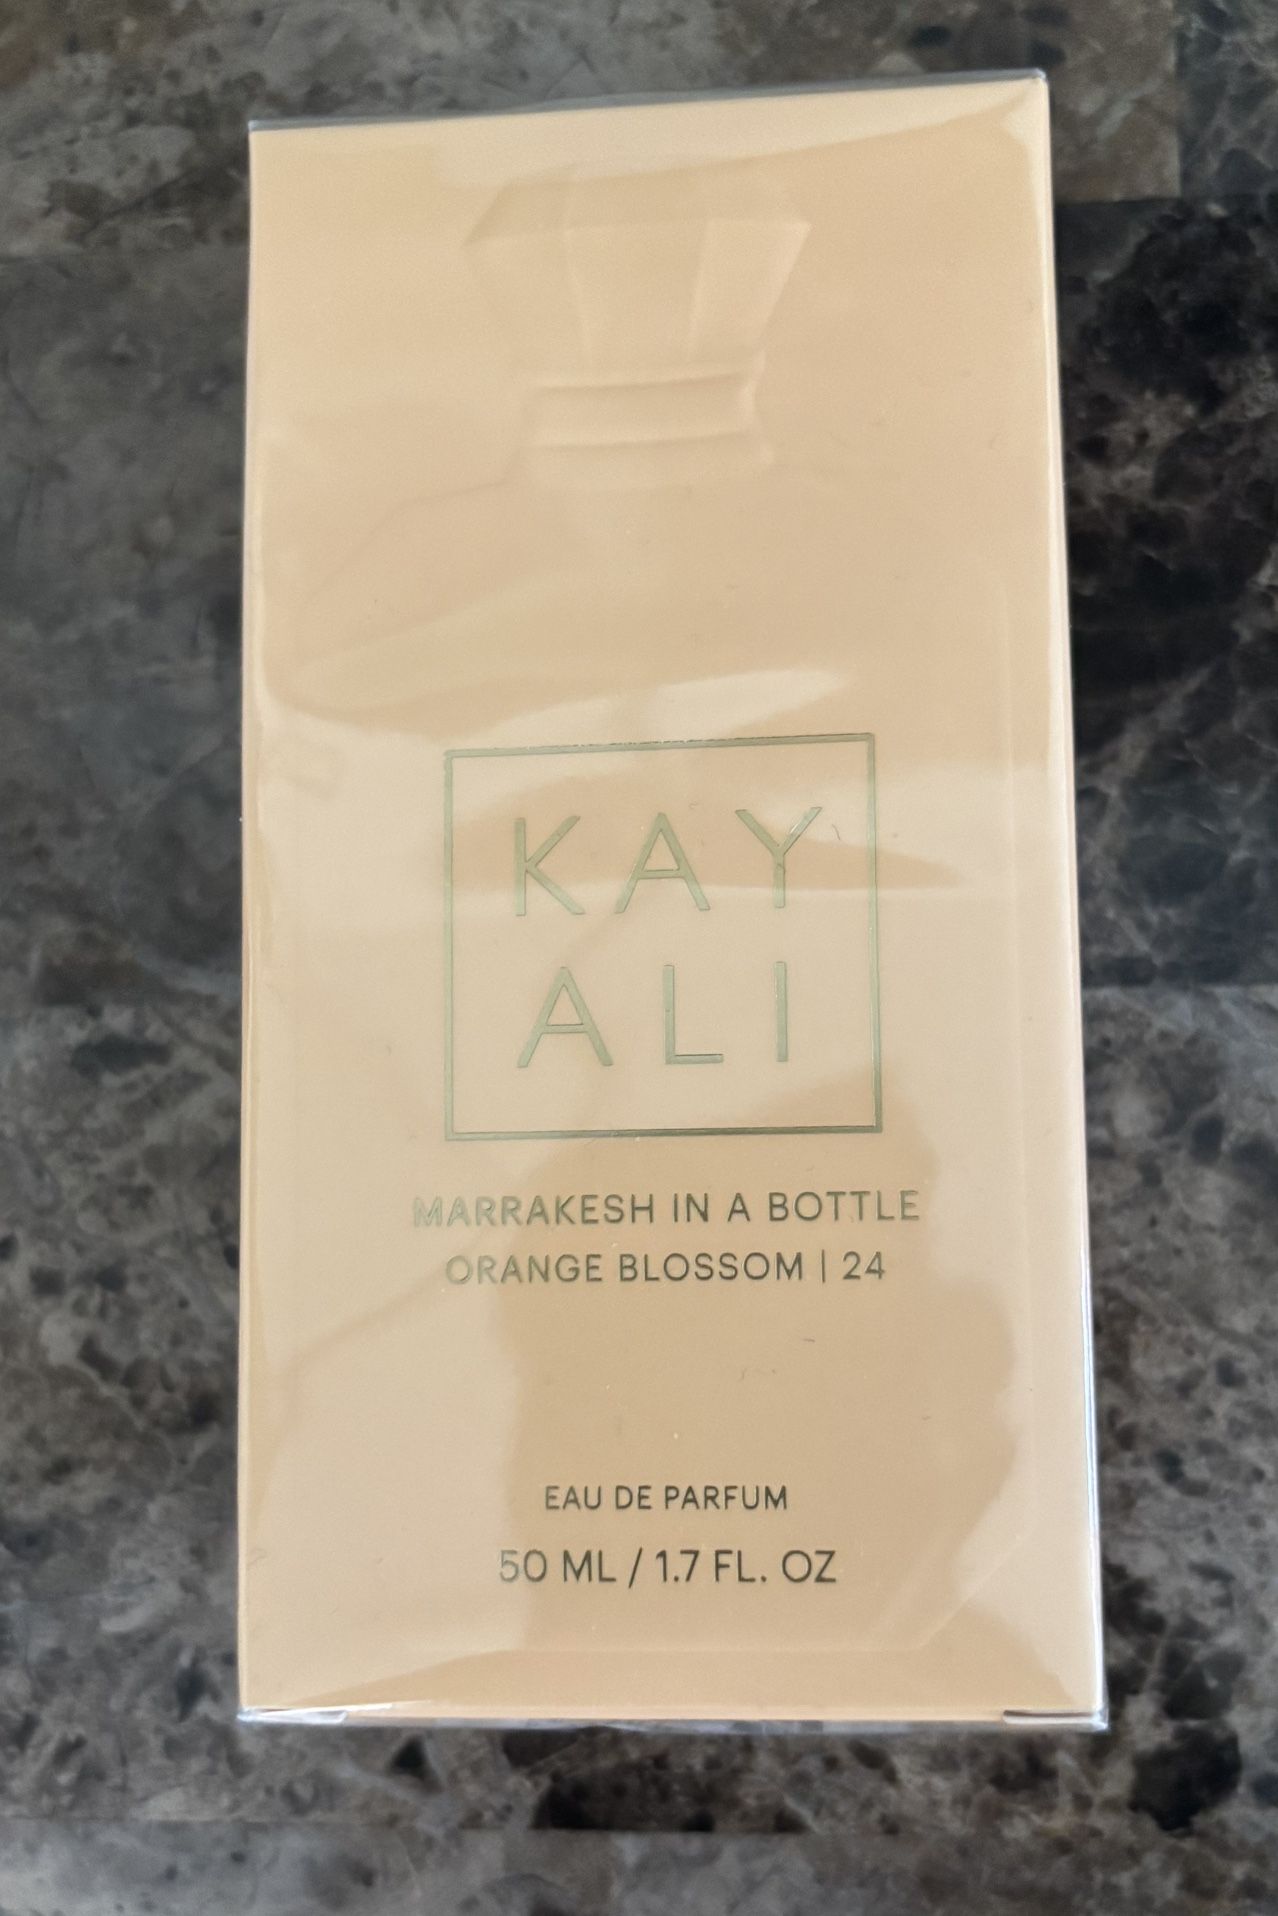 KAY
ALI
MARRAKESH IN A BOTTLE
ORANGE BLOSSOM | 24
EAU DE PARFUM
50 ML / 1.7 FL. OZ